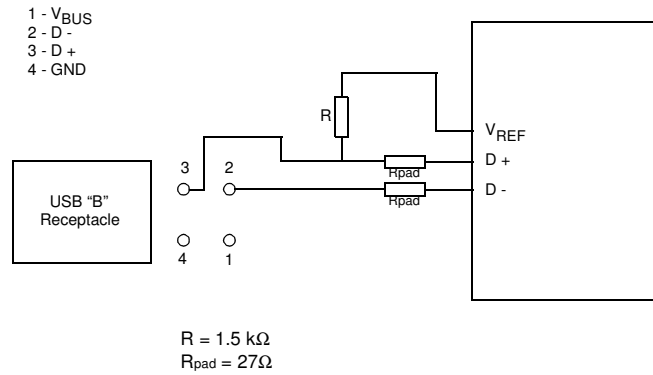 1 - VBUS
2 - D -
3 - D +
4 - GND
R
VREF
D +
Rpad
D -
Rpad
3
2
USB “B”
Receptacle
4
1
R = 1.5 kΩ
Rpad = 27Ω